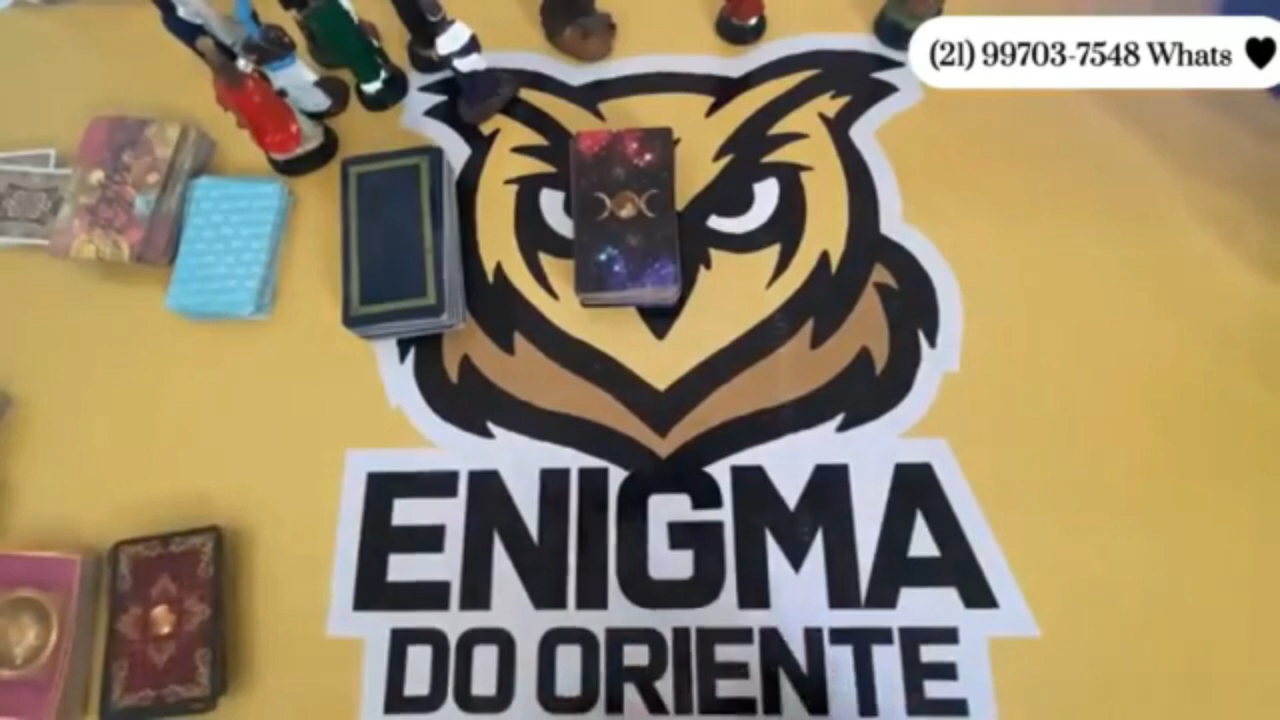 (21) 99703-7548 Whats 🖤
ENIGMA
DO ORIENTE